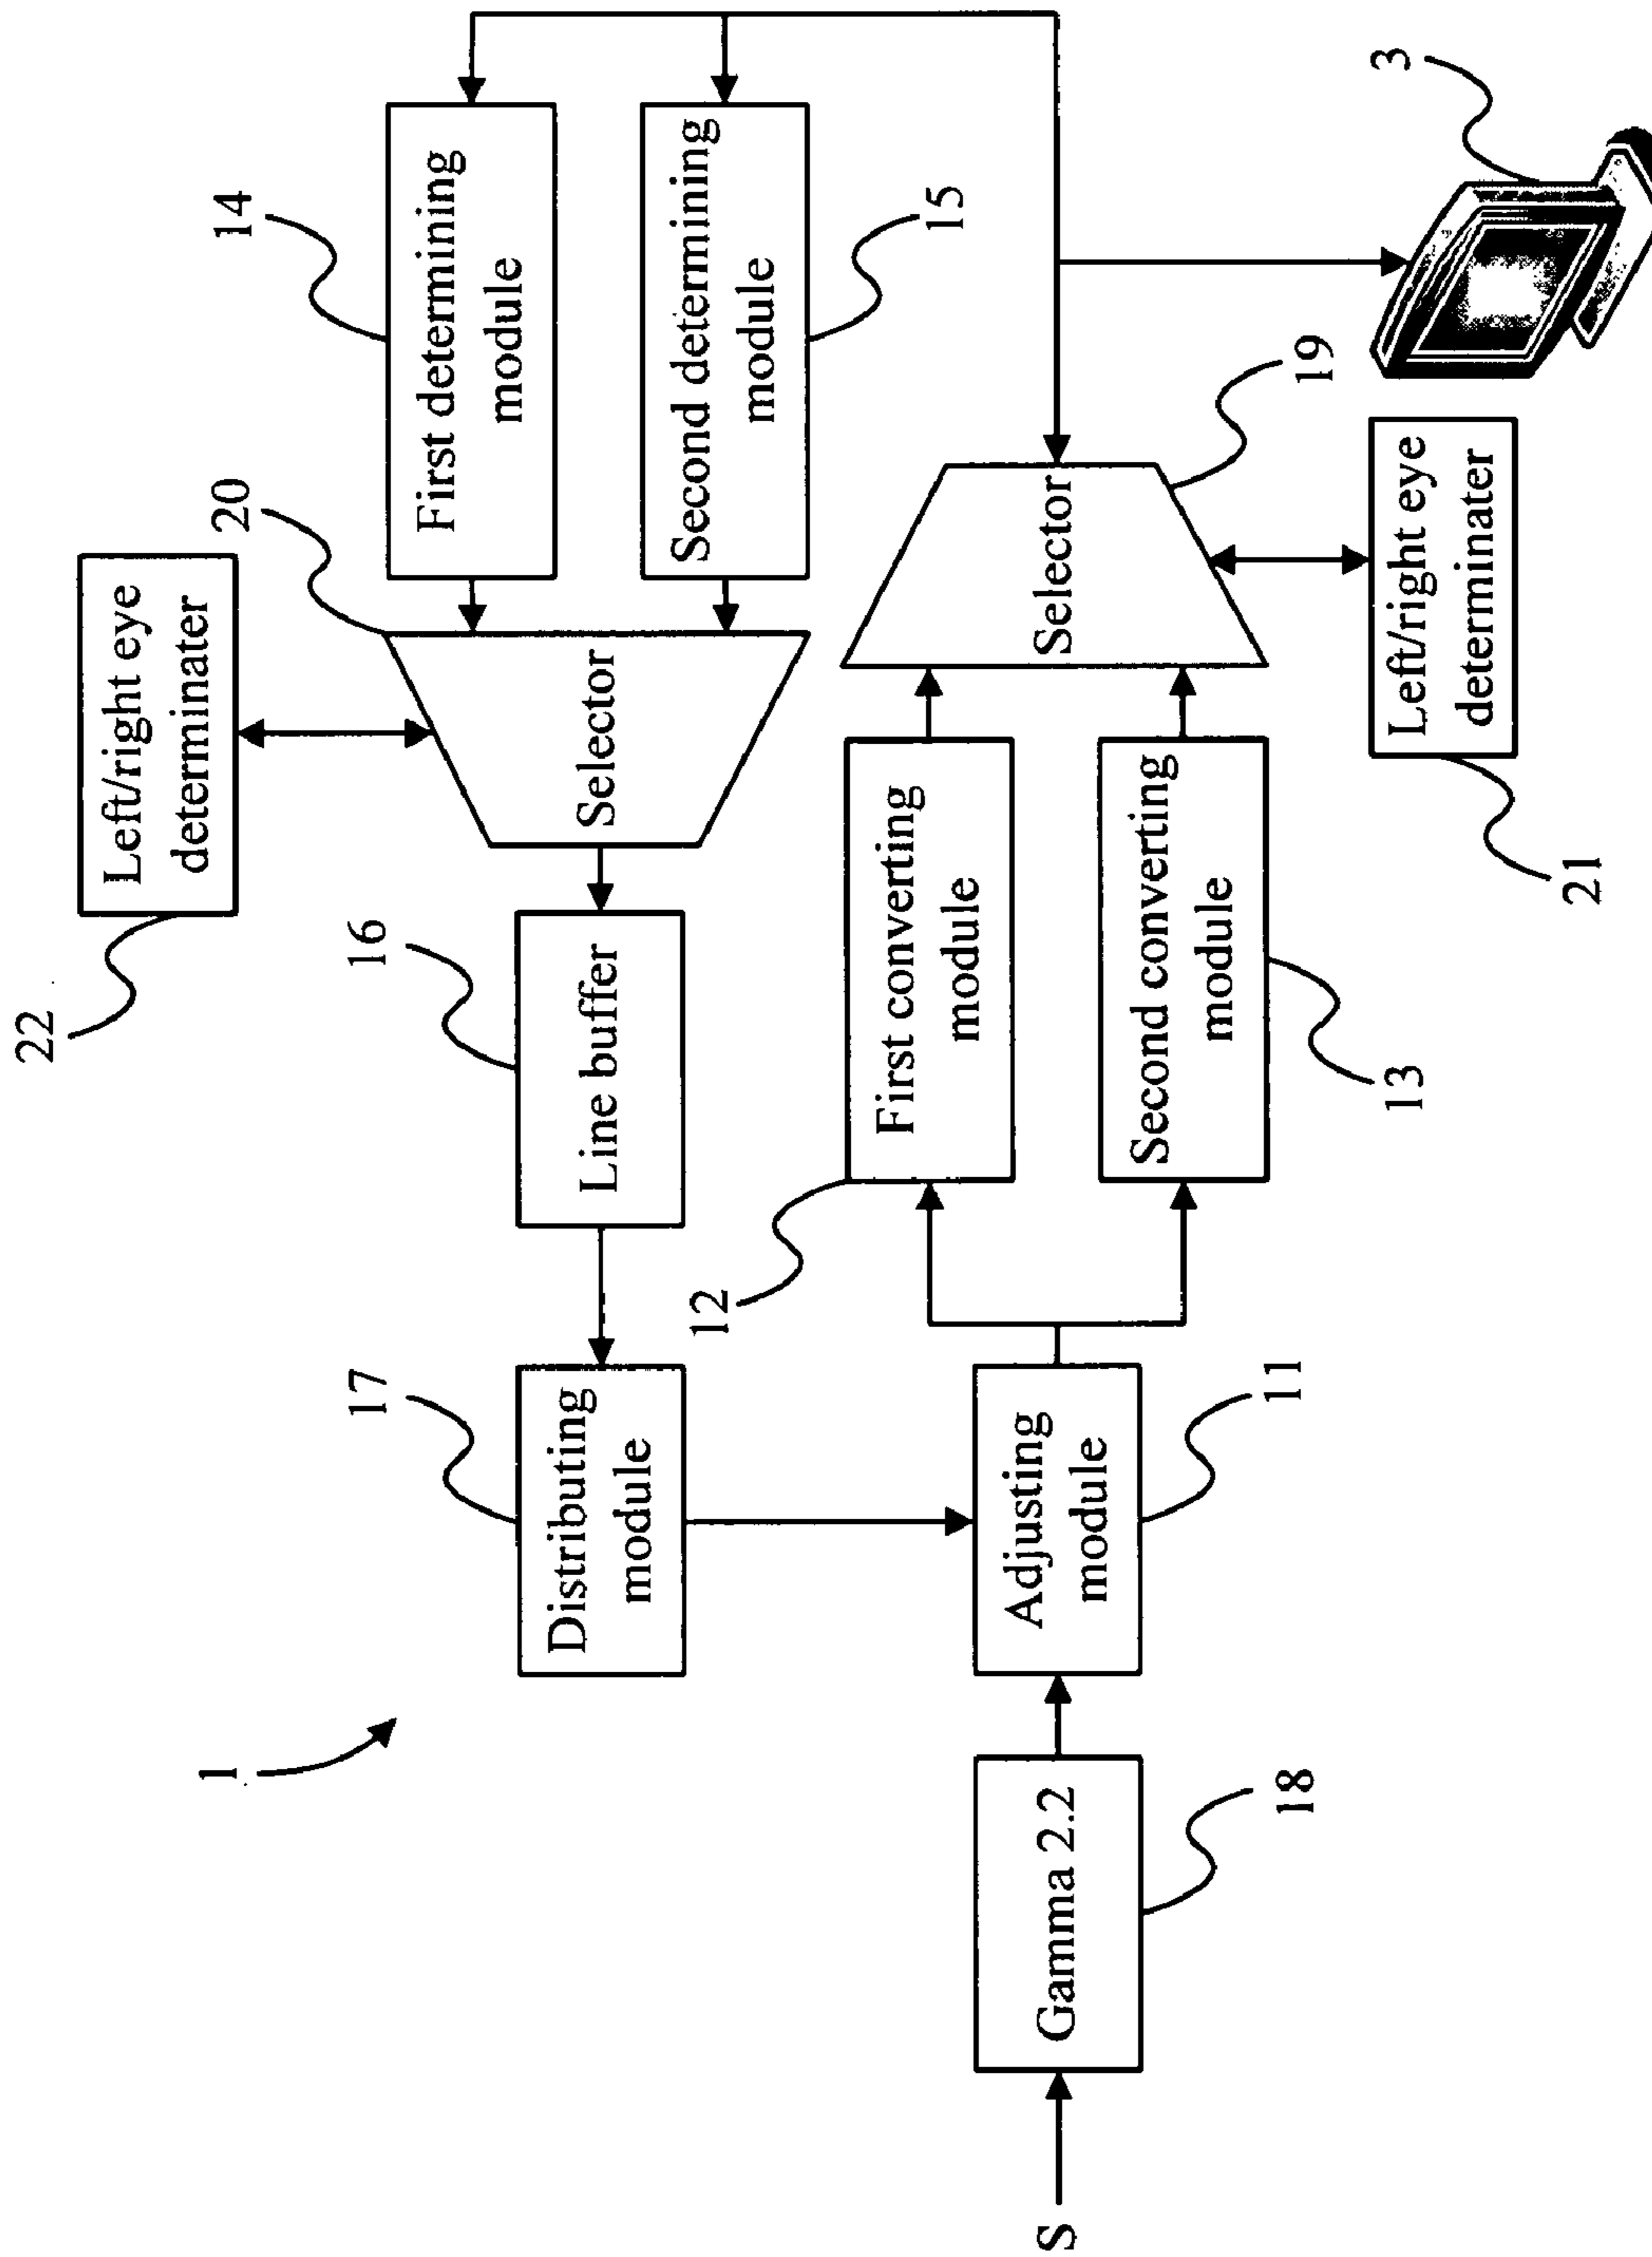 1
22
Left/right eye
determiner
20
14
First determining
module
Second determining
module
15
Selector
16
Line buffer
17
Distributing
module
S
Gamma 2.2
18
Adjusting
module
11
12
First converting
module
Second converting
module
13
Selector
19
Left/right eye
determinater
21
3